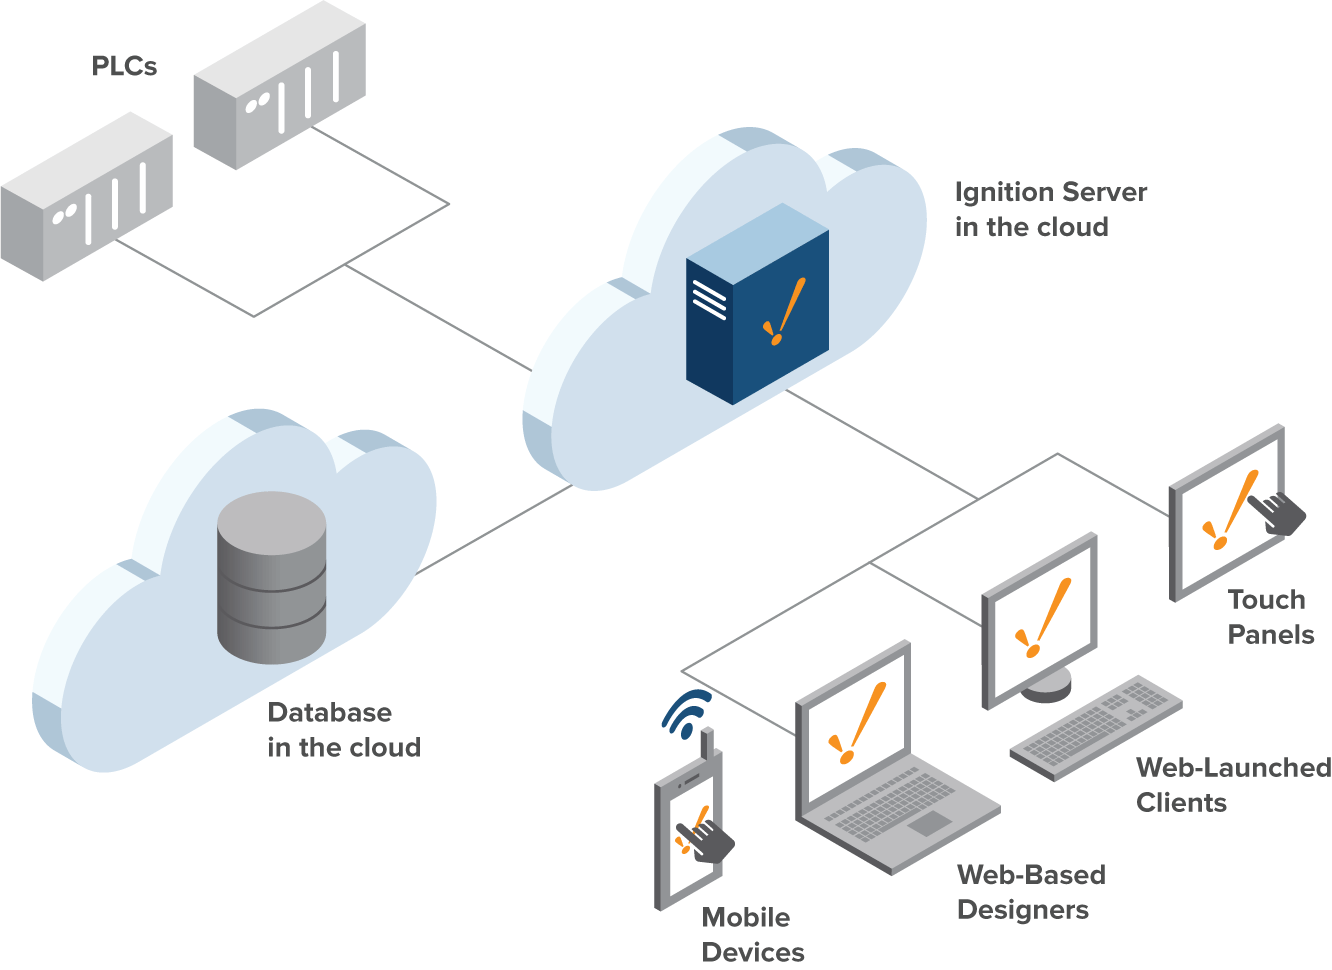 PLCs
Ignition Server
in the cloud
Touch
Panels
Database
in the cloud
Web-Launched
Clients
Web-Based
Designers
Mobile
Devices